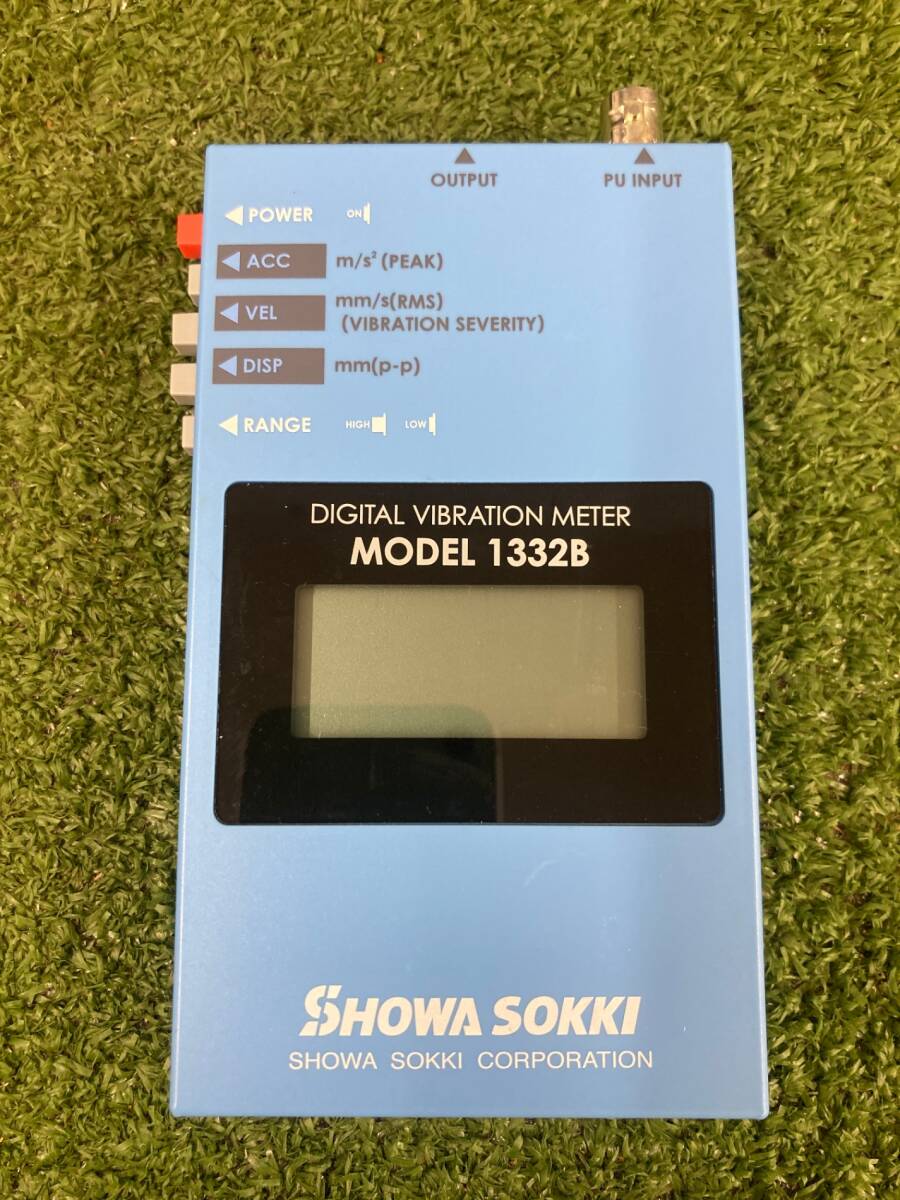 OUTPUT PU INPUT
POWER ON
ACC m/s² (PEAK)
VEL mm/s(RMS)
(VIBRATION SEVERITY)
DISP mm(p-p)
RANGE HIGH LOW
DIGITAL VIBRATION METER
MODEL 1332B
SHOWA SOKKI
SHOWA SOKKI CORPORATION